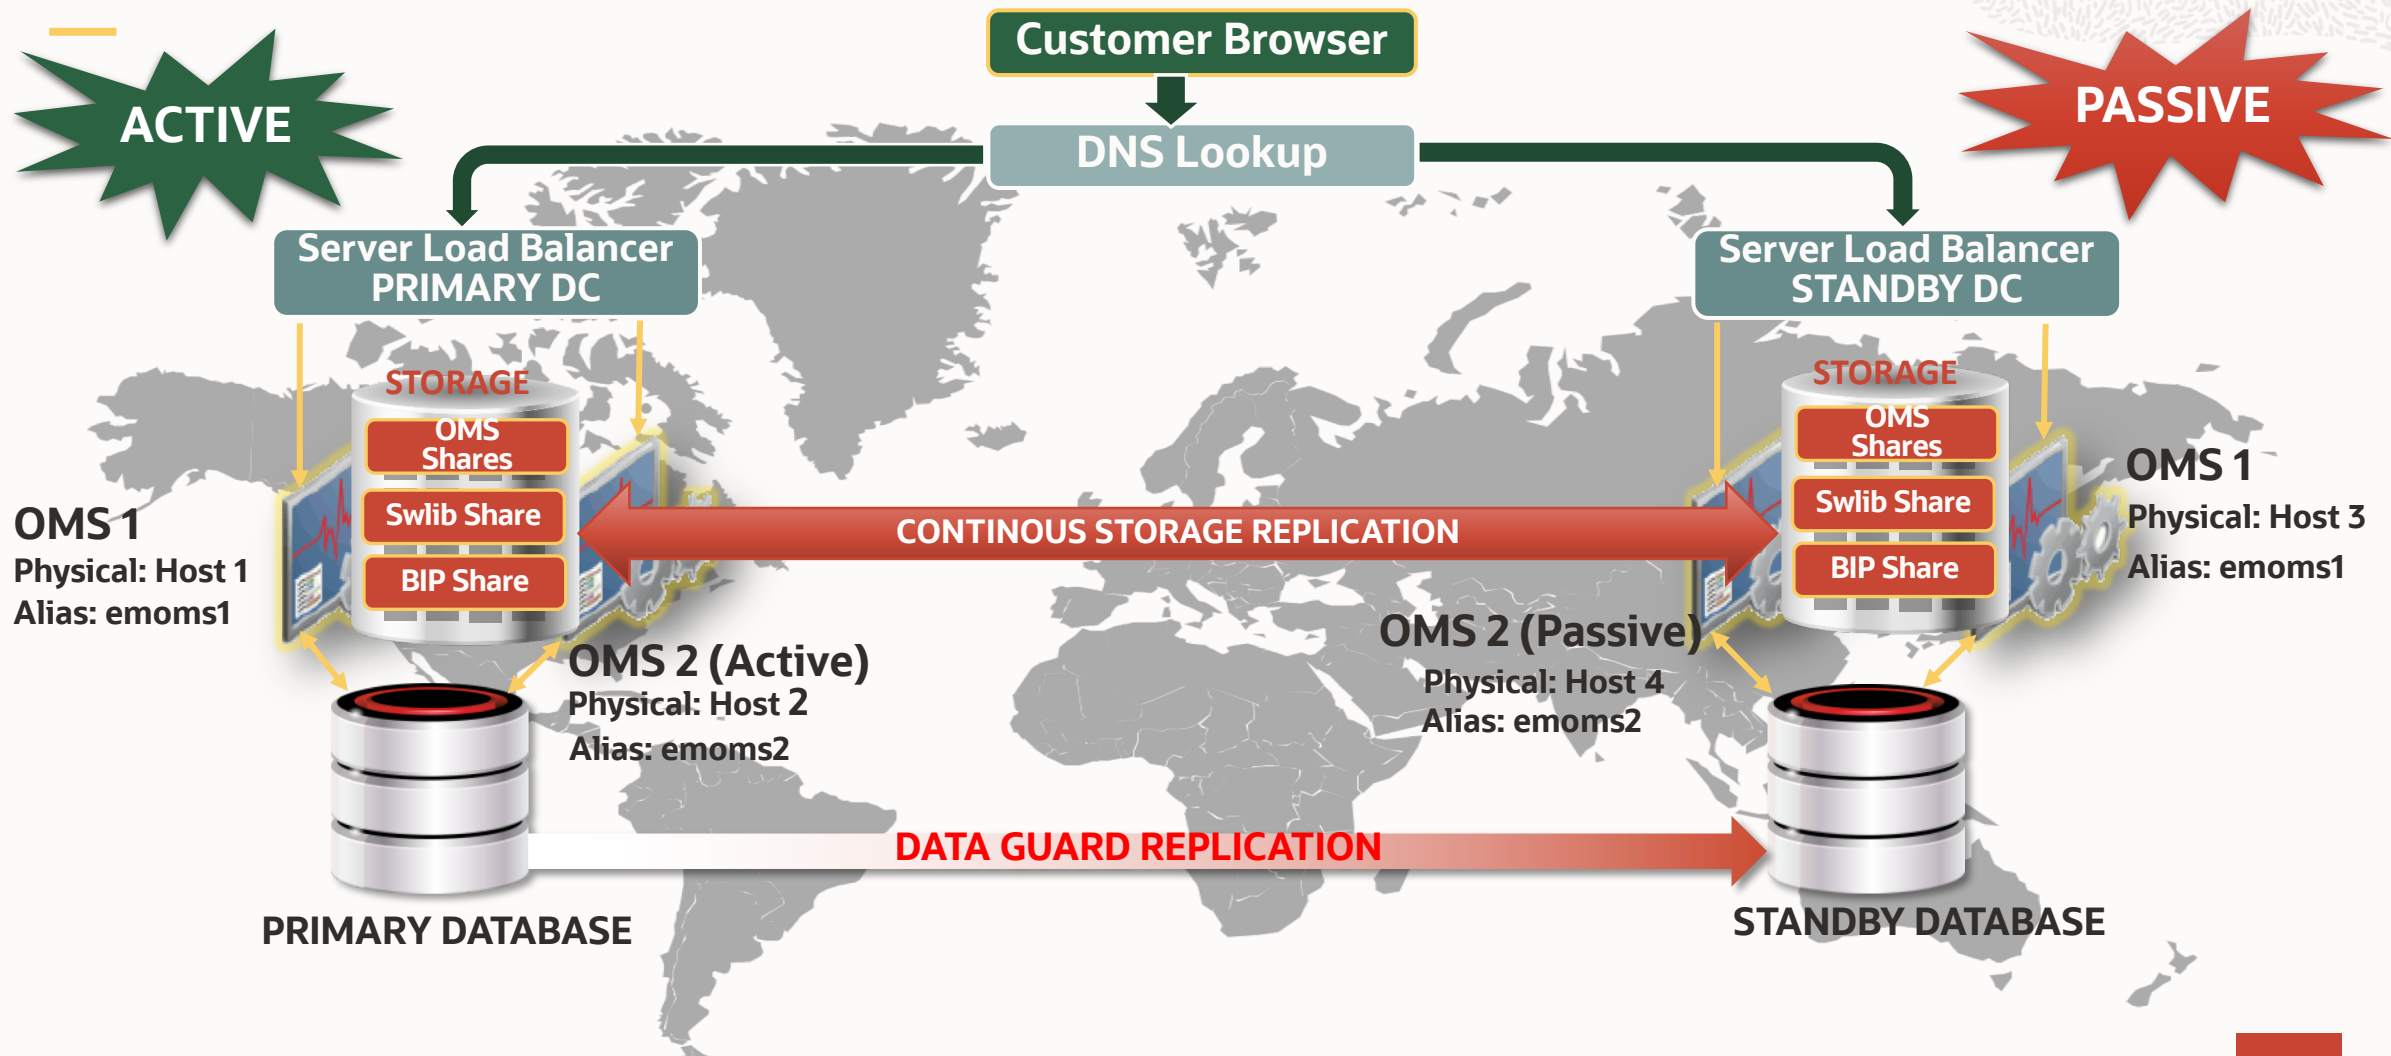 Customer Browser
ACTIVE
PASSIVE
DNS Lookup
Server Load Balancer
PRIMARY DC
Server Load Balancer
STANDBY DC
STORAGE
OMS
Shares
Swlib Share
BIP Share
STORAGE
OMS
Shares
Swlib Share
BIP Share
OMS 1
Physical: Host 1
Alias: emoms1
CONTINOUS STORAGE REPLICATION
OMS 1
Physical: Host 3
Alias: emoms1
OMS 2 (Active)
Physical: Host 2
Alias: emoms2
OMS 2 (Passive)
Physical: Host 4
Alias: emoms2
DATA GUARD REPLICATION
PRIMARY DATABASE
STANDBY DATABASE